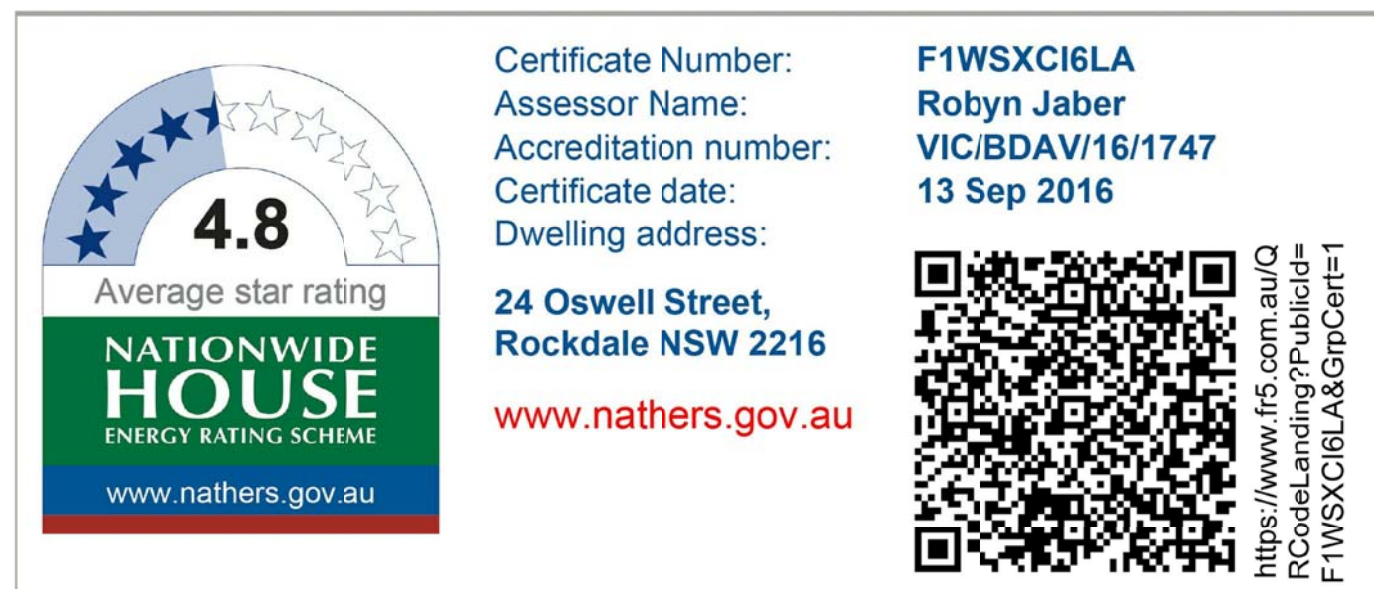 4.8
Average star rating
NATIONWIDE
HOUSE
ENERGY RATING SCHEME
www.nathers.gov.au
Certificate Number: F1WSXCI6LA
Assessor Name: Robyn Jaber
Accreditation number: VIC/BDAV/16/1747
Certificate date: 13 Sep 2016
Dwelling address:
24 Oswell Street,
Rockdale NSW 2216
www.nathers.gov.au
https://www.fr5.com.au/Q
RCodeLanding?PublicId=
F1WSXCI6LA&GrpCert=1